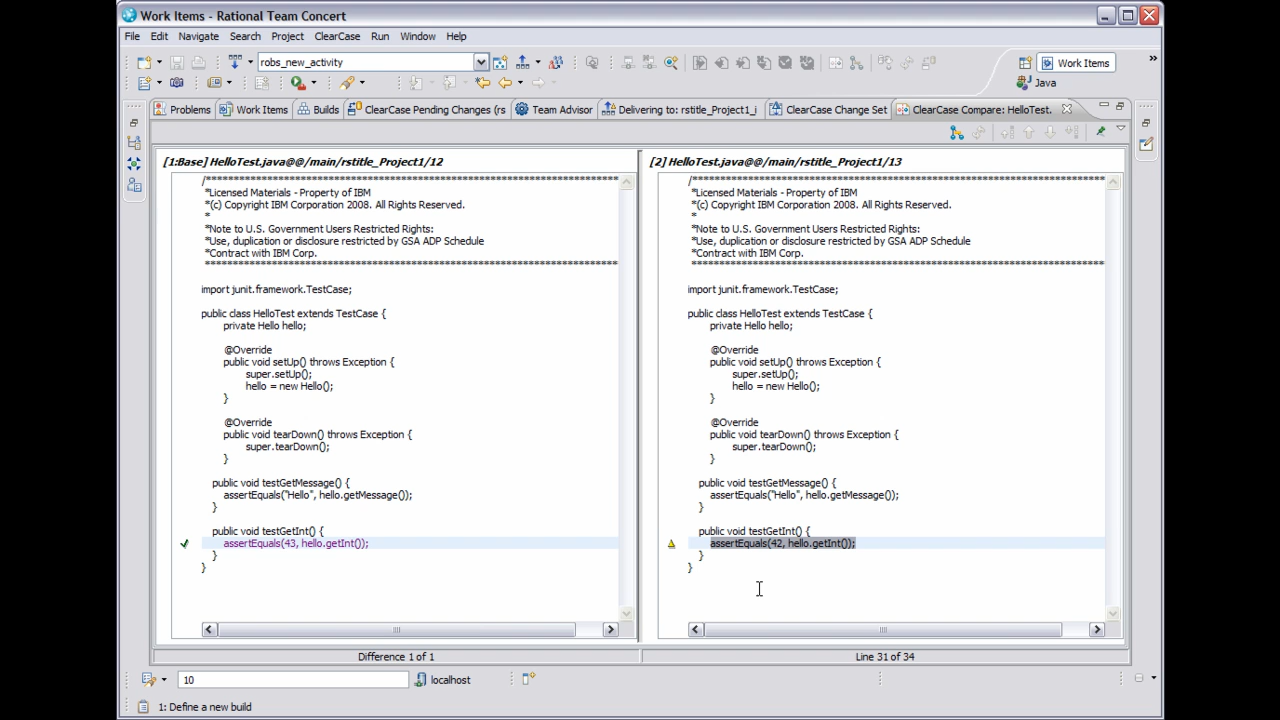 Work Items - Rational Team Concert
File Edit Navigate Search Project ClearCase Run Window Help
robs_new_activity
Work Items
Java
Problems Work Items Builds ClearCase Pending Changes (rs Team Advisor Delivering to: rstitle_Project1_i ClearCase Change Set ClearCase Compare: HelloTest.
[1:Base] HelloTest.java@@/main/rstitle_Project1/12
/**************************************************************************
*Licensed Materials - Property of IBM
*(c) Copyright IBM Corporation 2008. All Rights Reserved.
*
*Note to U.S. Government Users Restricted Rights:
*Use, duplication or disclosure restricted by GSA ADP Schedule
*Contract with IBM Corp.
**************************************************************************
import junit.framework.TestCase;
public class HelloTest extends TestCase {
private Hello hello;
@Override
public void setUp() throws Exception {
super.setUp();
hello = new Hello();
}
@Override
public void tearDown() throws Exception {
super.tearDown();
}
public void testGetMessage() {
assertEquals("Hello", hello.getMessage());
}
public void testGetInt() {
assertEquals(43, hello.getInt());
}
}
Difference 1 of 1
[2] HelloTest.java@@/main/rstitle_Project1/13
/**************************************************************************
*Licensed Materials - Property of IBM
*(c) Copyright IBM Corporation 2008. All Rights Reserved.
*
*Note to U.S. Government Users Restricted Rights:
*Use, duplication or disclosure restricted by GSA ADP Schedule
*Contract with IBM Corp.
**************************************************************************
import junit.framework.TestCase;
public class HelloTest extends TestCase {
private Hello hello;
@Override
public void setUp() throws Exception {
super.setUp();
hello = new Hello();
}
@Override
public void tearDown() throws Exception {
super.tearDown();
}
public void testGetMessage() {
assertEquals("Hello", hello.getMessage());
}
public void testGetInt() {
assertEquals(42, hello.getInt());
}
}
Line 31 of 34
10 localhost
1: Define a new build